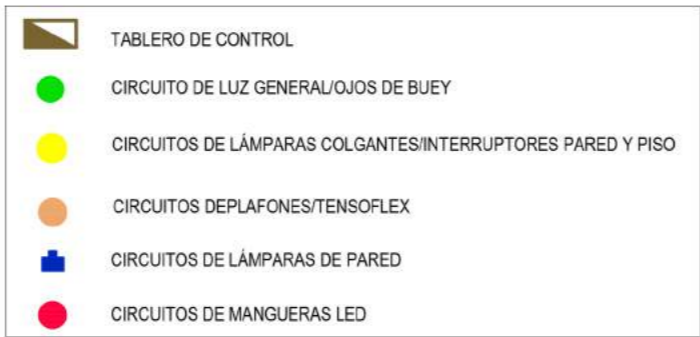 TABLERO DE CONTROL
CIRCUITO DE LUZ GENERAL/OJOS DE BUEY
CIRCUITOS DE LÁMPARAS COLGANTES/INTERRUPTORES PARED Y PISO
CIRCUITOS DEPLAFONES/TENSOFLEX
CIRCUITOS DE LÁMPARAS DE PARED
CIRCUITOS DE MANGUERAS LED